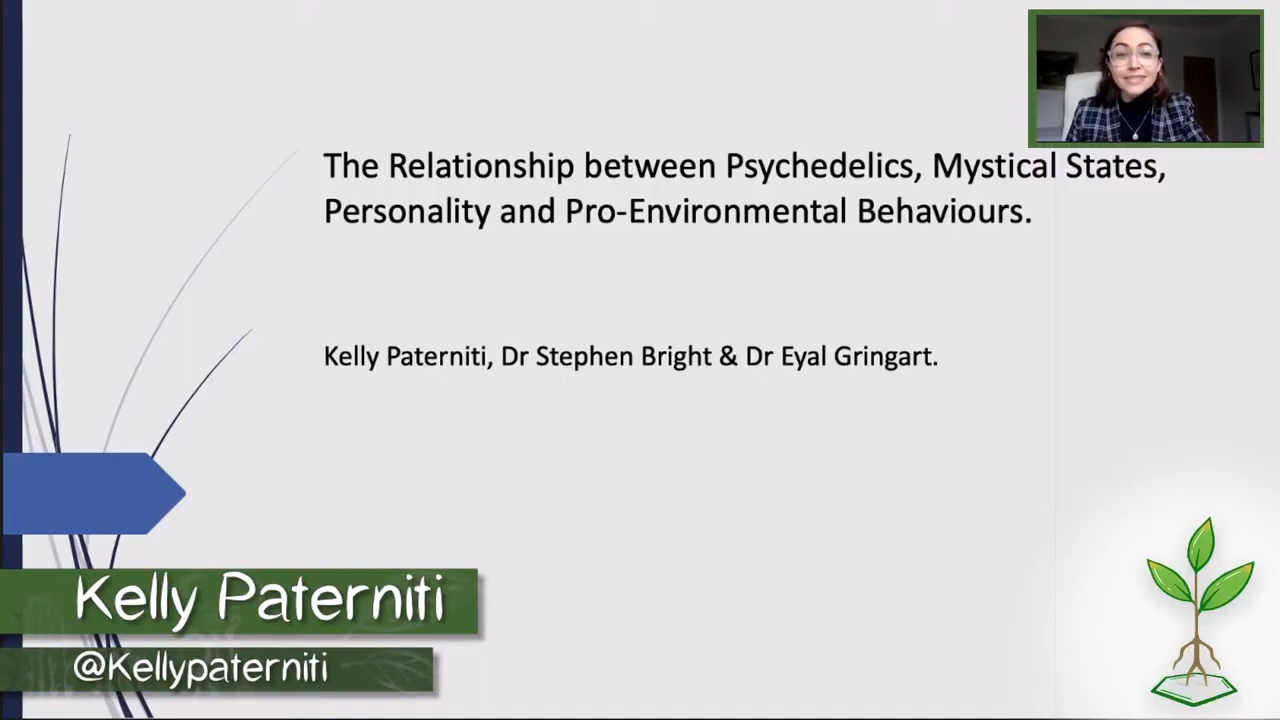 The Relationship between Psychedelics, Mystical States,
Personality and Pro-Environmental Behaviours.
Kelly Paterniti, Dr Stephen Bright & Dr Eyal Gringart.
Kelly Paterniti
@Kellypaterniti